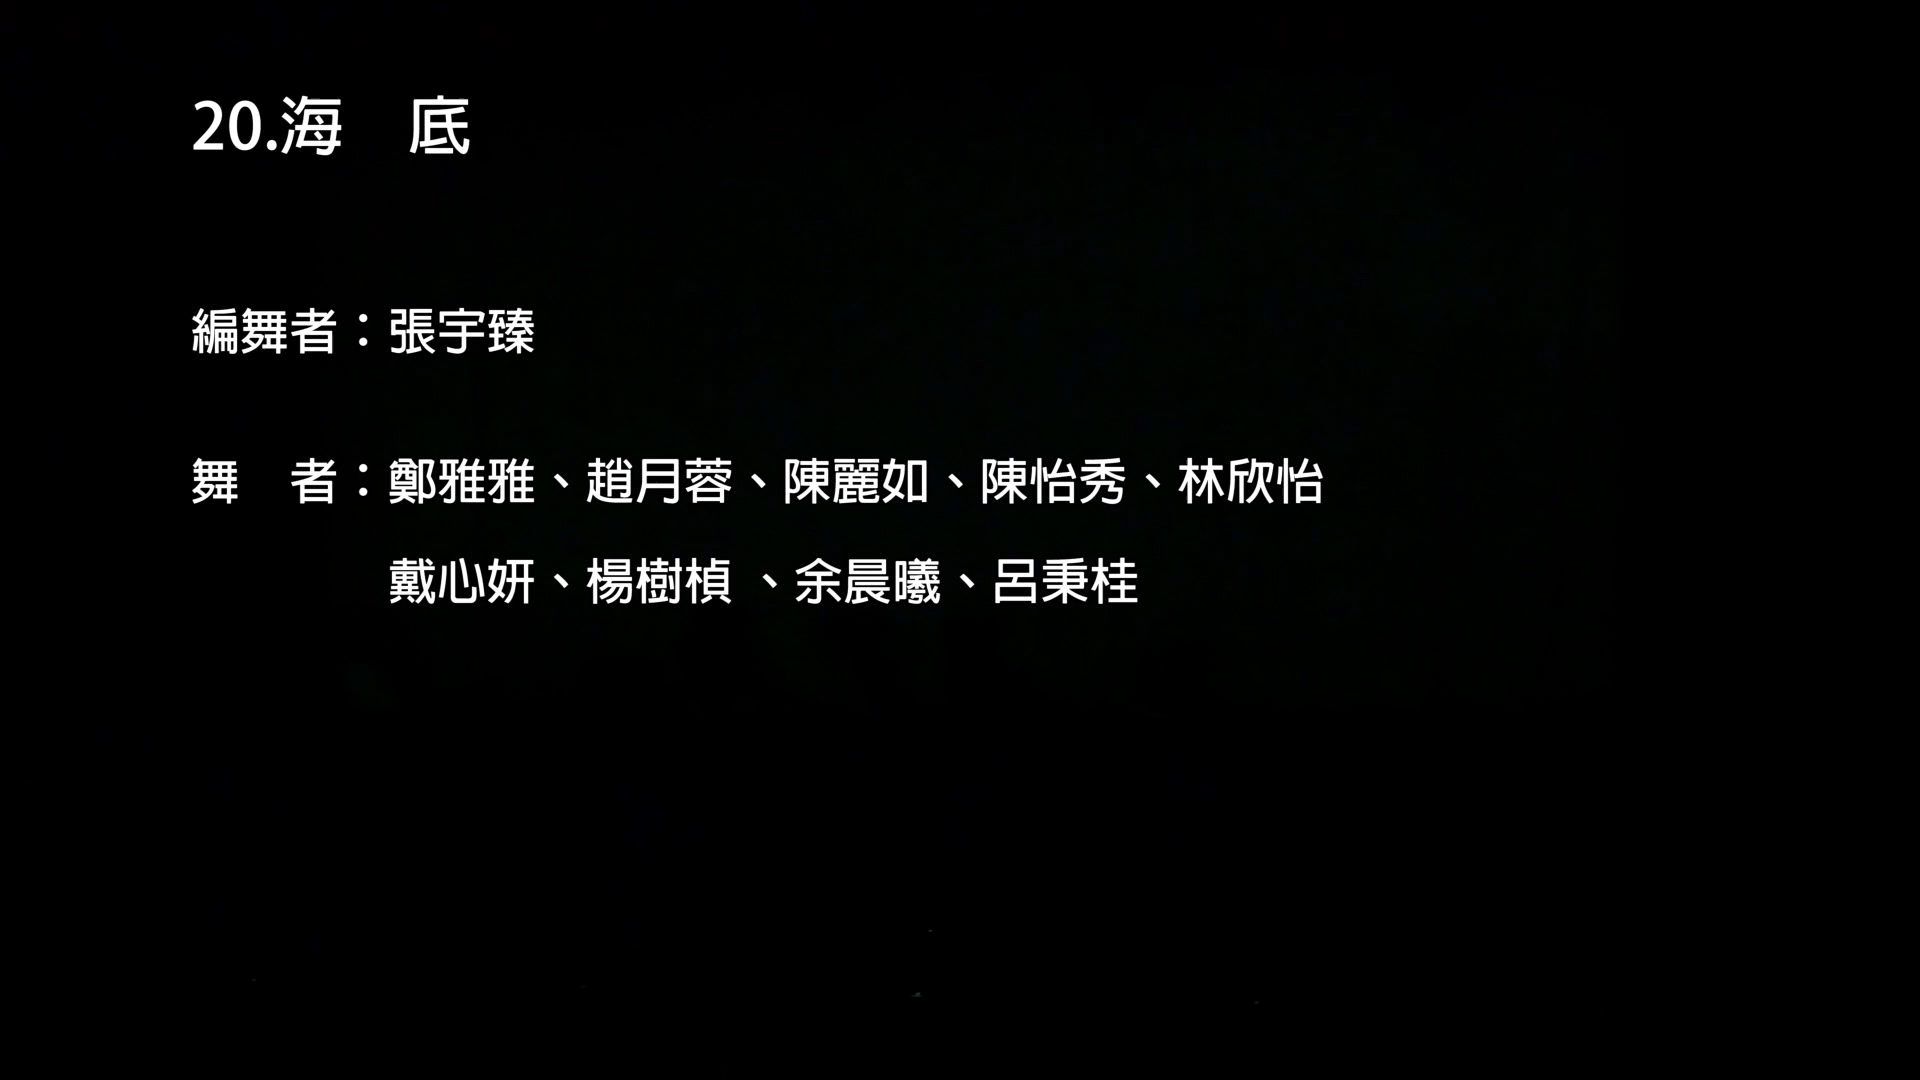 20.海　底
編舞者：張宇臻
舞　者：鄭雅雅、趙月蓉、陳麗如、陳怡秀、林欣怡
戴心妍、楊樹楨 、余晨曦、呂秉桂